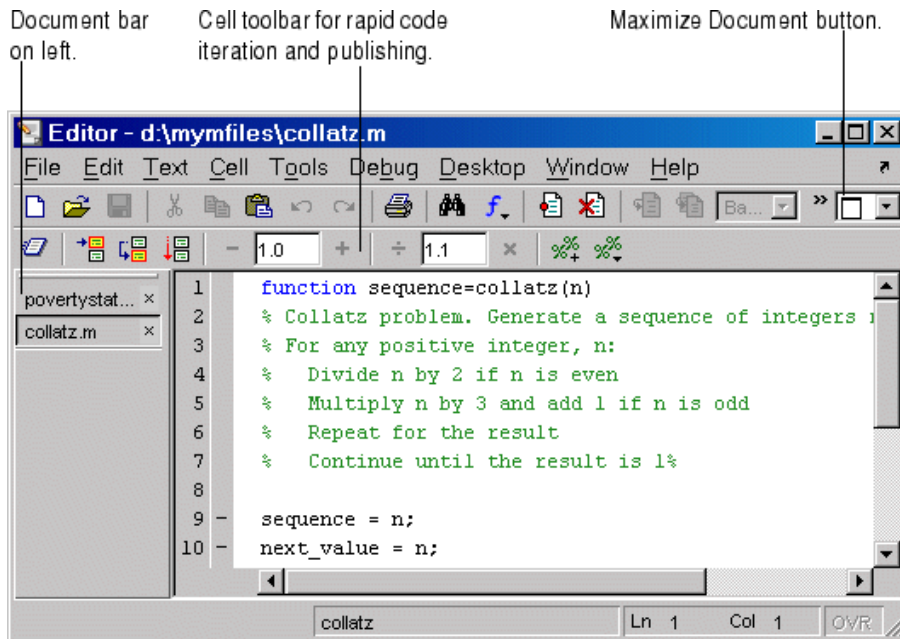 Document bar
on left.
Cell toolbar for rapid code
iteration and publishing.
Maximize Document button.
Editor - d:\mymfiles\collatz.m
File Edit Text Cell Tools Debug Desktop Window Help
Ba...
1.0
1.1
povertystat...
collatz.m
1 function sequence=collatz(n)
2 % Collatz problem. Generate a sequence of integers
3 % For any positive integer, n:
4 % Divide n by 2 if n is even
5 % Multiply n by 3 and add 1 if n is odd
6 % Repeat for the result
7 % Continue until the result is 1%
8
9 - sequence = n;
10 - next_value = n;
collatz Ln 1 Col 1 OVR